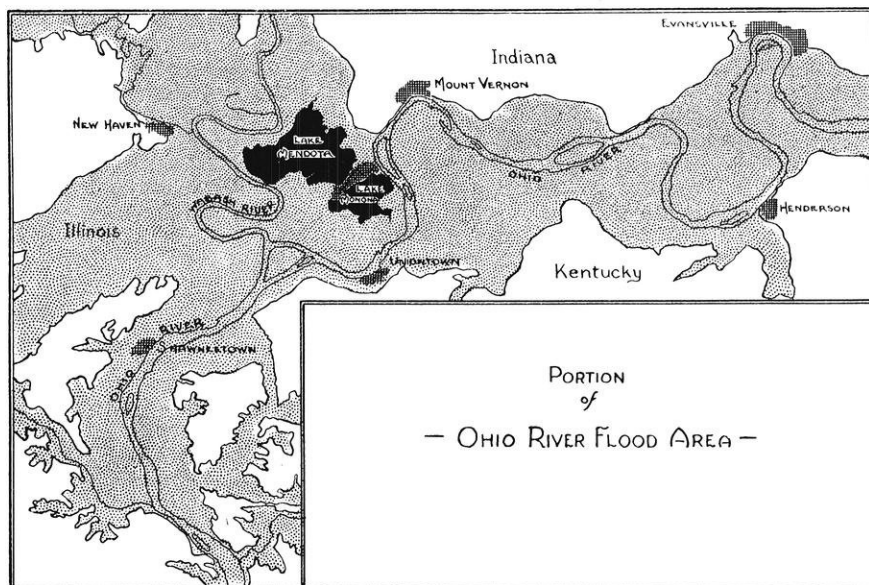 EVANSVILLE
Indiana
MOUNT VERNON
NEW HAVEN
LAKE
MENDOTA
OHIO RIVER
LAKE
MONONA
WABASH RIVER
HENDERSON
Illinois
UNIONTOWN
Kentucky
OHIO RIVER
SHAWNEETOWN
PORTION
of
— OHIO RIVER FLOOD AREA —